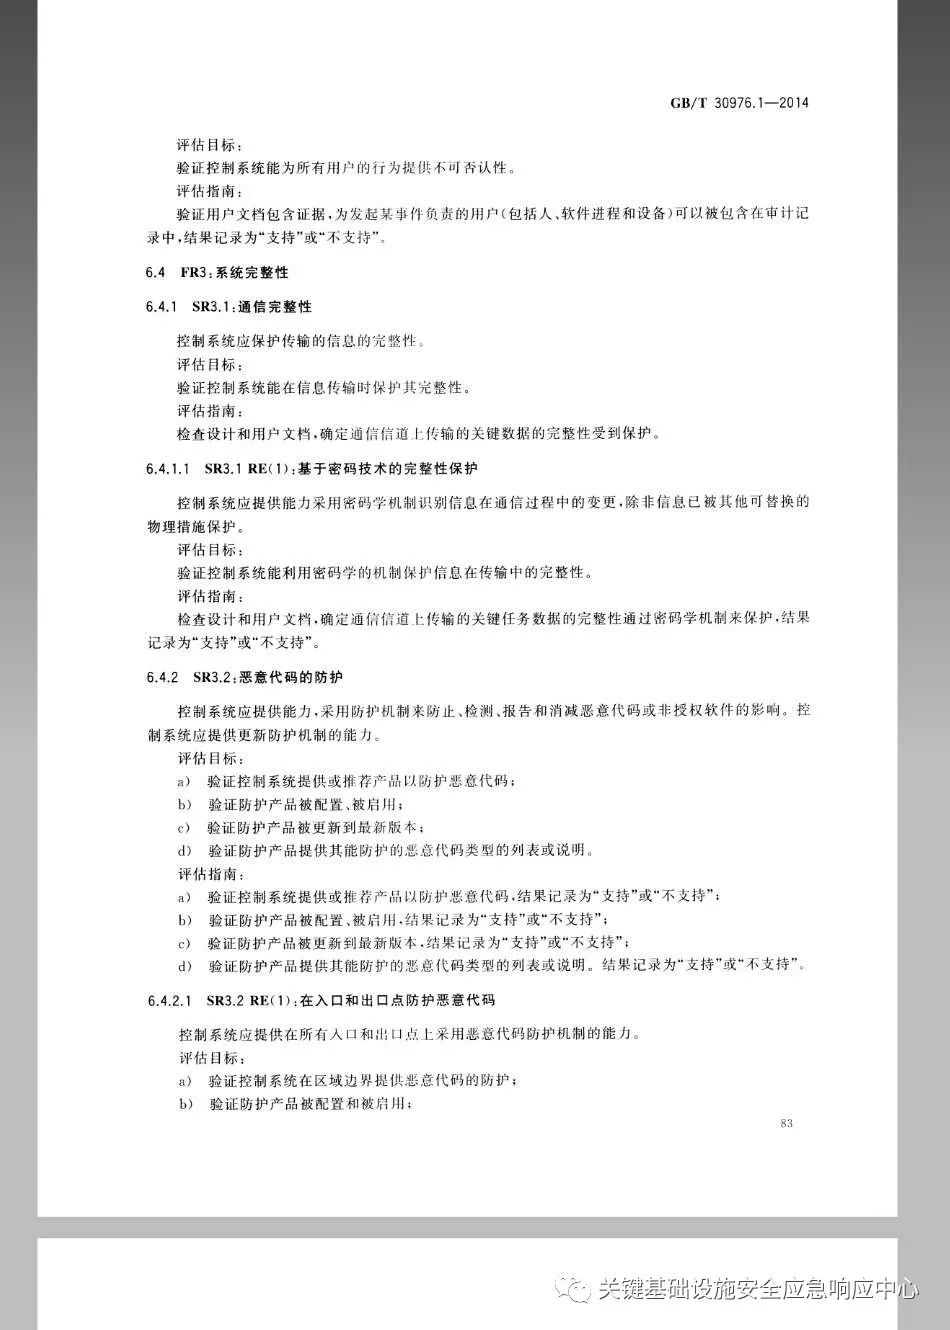 GB/T 30976.1—2014
评估目标：
验证控制系统能为所有用户的行为提供不可否认性。
评估指南：
验证用户文档包含证据，为发起某事件负责的用户（包括人、软件进程和设备）可以被包含在审计记
录中，结果记录为“支持”或“不支持”。
6.4 FR3：系统完整性
6.4.1 SR3.1：通信完整性
控制系统应保护传输的信息的完整性。
评估目标：
验证控制系统能在信息传输时保护其完整性。
评估指南：
检查设计和用户文档，确定通信信道上传输的关键数据的完整性受到保护。
6.4.1.1 SR3.1 RE（1）：基于密码技术的完整性保护
控制系统应提供能力采用密码学机制识别信息在通信过程中的变更，除非信息已被其他可替换的
物理措施保护。
评估目标：
验证控制系统能利用密码学的机制保护信息在传输中的完整性。
评估指南：
检查设计和用户文档，确定通信信道上传输的关键任务数据的完整性通过密码学机制来保护，结果
记录为“支持”或“不支持”。
6.4.2 SR3.2：恶意代码的防护
控制系统应提供能力，采用防护机制来防止、检测、报告和消减恶意代码或非授权软件的影响。控
制系统应提供更新防护机制的能力。
评估目标：
a） 验证控制系统提供或推荐产品以防护恶意代码；
b） 验证防护产品被配置、被启用；
c） 验证防护产品被更新到最新版本；
d） 验证防护产品提供其能防护的恶意代码类型的列表或说明。
评估指南：
a） 验证控制系统提供或推荐产品以防护恶意代码，结果记录为“支持”或“不支持”；
b） 验证防护产品被配置、被启用，结果记录为“支持”或“不支持”；
c） 验证防护产品被更新到最新版本，结果记录为“支持”或“不支持”；
d） 验证防护产品提供其能防护的恶意代码类型的列表或说明。结果记录为“支持”或“不支持”。
6.4.2.1 SR3.2 RE（1）：在入口和出口点防护恶意代码
控制系统应提供在所有入口和出口点上采用恶意代码防护机制的能力。
评估目标：
a） 验证控制系统在区域边界提供恶意代码的防护；
b） 验证防护产品被配置和被启用；
83
关键基础设施安全应急响应中心